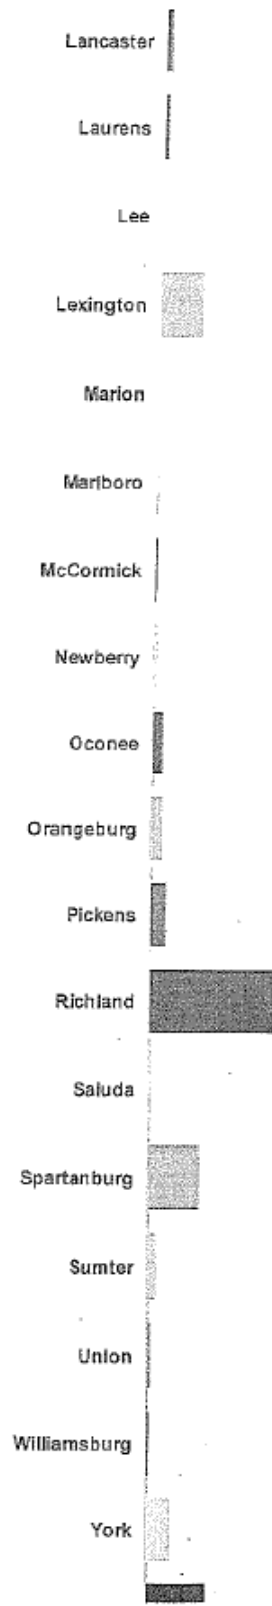 Lancaster
Laurens
Lee
Lexington
Marion
Marlboro
McCormick
Newberry
Oconee
Orangeburg
Pickens
Richland
Saluda
Spartanburg
Sumter
Union
Williamsburg
York